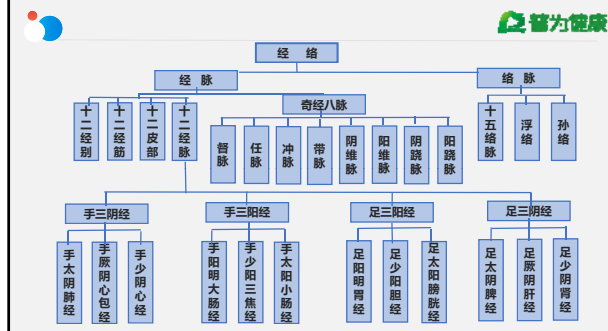 普为健康
经 络
经 脉
络 脉
奇经八脉
十二经别
十二经筋
十二皮部
十二经脉
督脉
任脉
冲脉
带脉
阴维脉
阳维脉
阴跷脉
阳跷脉
十五络脉
浮络
孙络
手三阴经
手三阳经
足三阳经
足三阴经
手太阴肺经
手厥阴心包经
手少阴心经
手阳明大肠经
手少阳三焦经
手太阳小肠经
足阳明胃经
足少阳胆经
足太阳膀胱经
足太阴脾经
足厥阴肝经
足少阴肾经